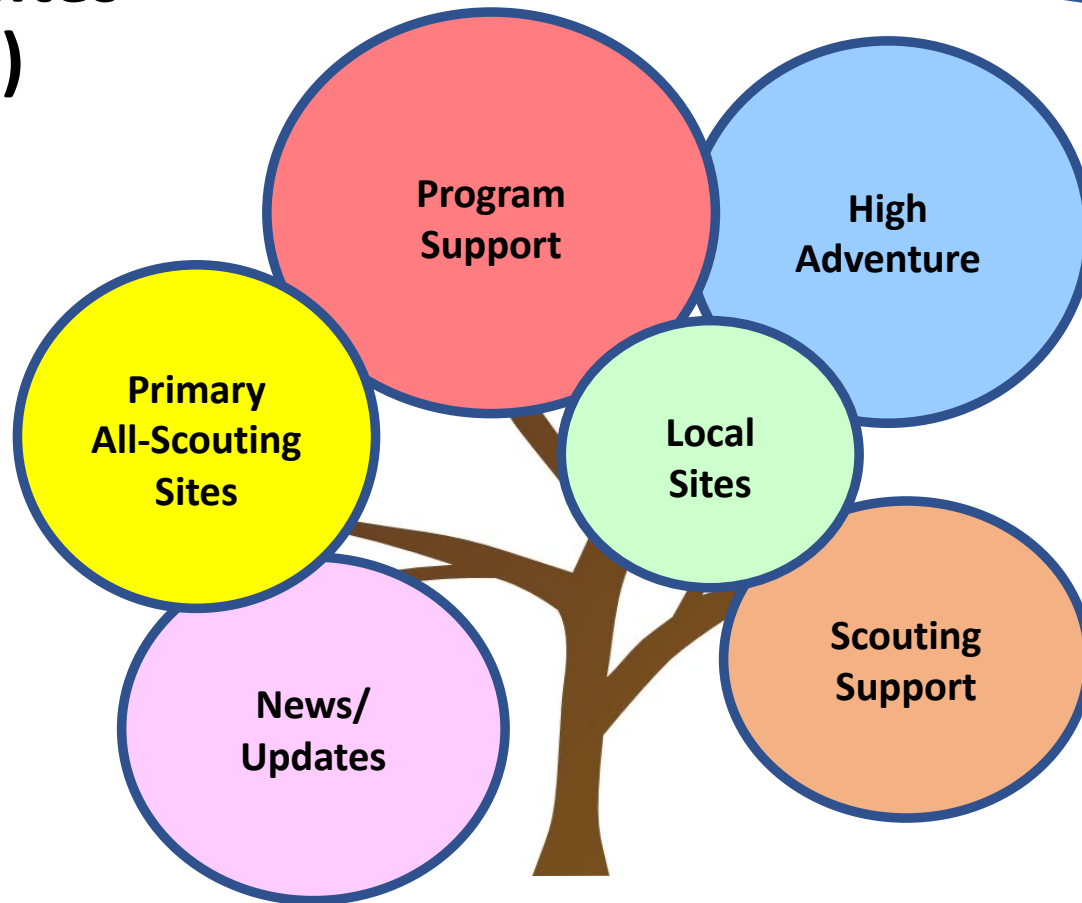 )
Program
Support
High
Adventure
Primary
All-Scouting
Sites
Local
Sites
Scouting
Support
News/
Updates